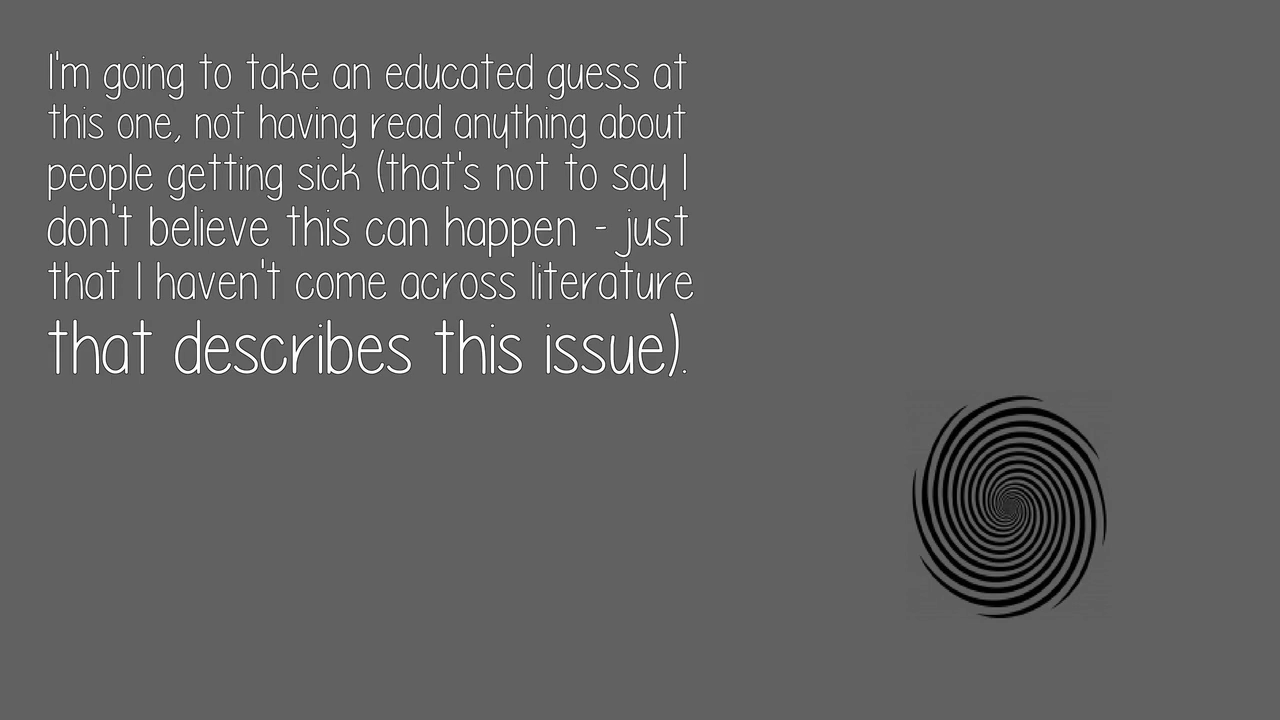 I'm going to take an educated guess at
this one, not having read anything about
people getting sick (that's not to say I
don't believe this can happen - just
that I haven't come across literature
that describes this issue).